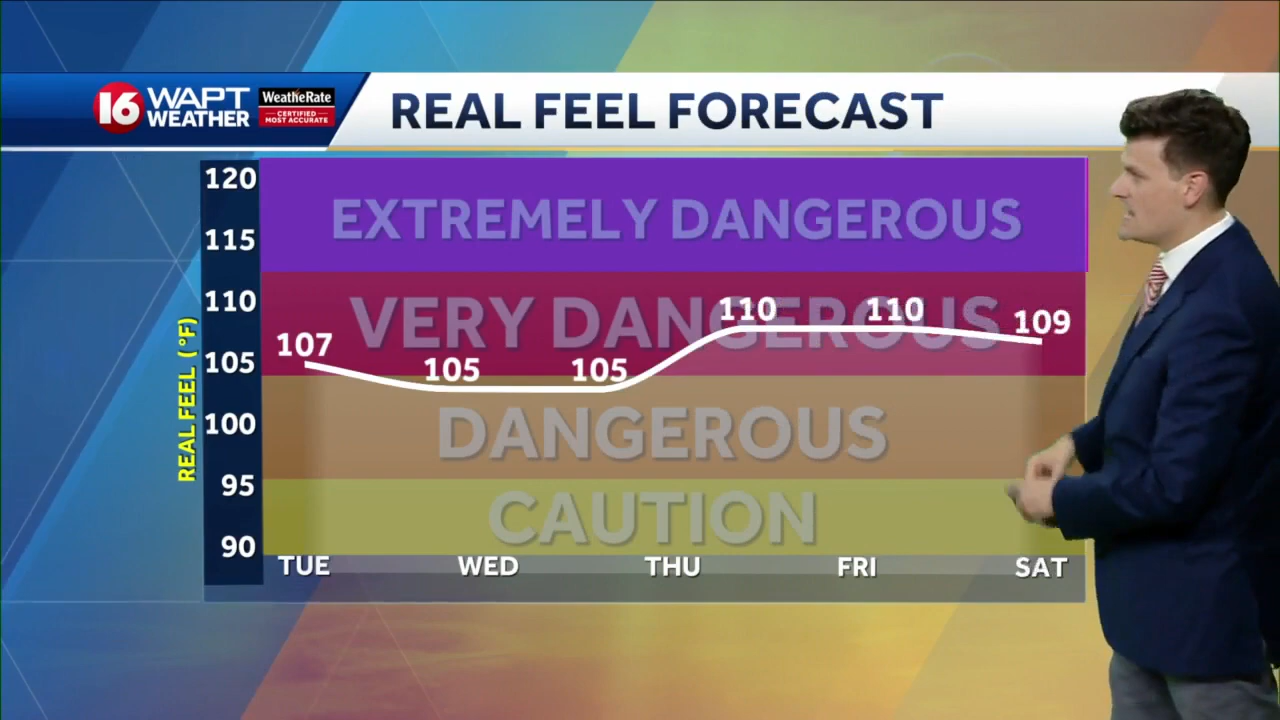 16 WAPT WEATHER
WeatheRate
CERTIFIED
MOST ACCURATE
REAL FEEL FORECAST
REAL FEEL (°F)
120
115
110
105
100
95
90
EXTREMELY DANGEROUS
VERY DANGEROUS
DANGEROUS
CAUTION
107
105
105
110
110
109
TUE WED THU FRI SAT